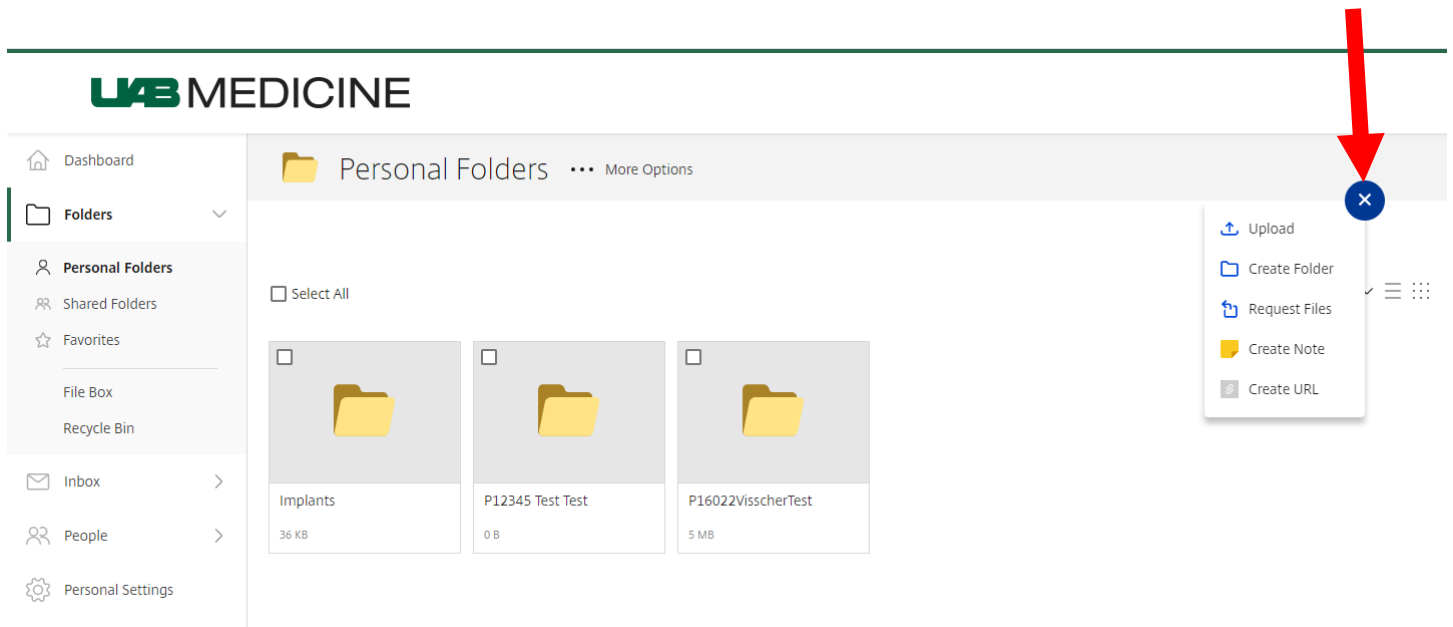 UAB MEDICINE
Dashboard
Folders
Personal Folders
Shared Folders
Favorites
File Box
Recycle Bin
Inbox
People
Personal Settings
Personal Folders ••• More Options
Upload
Create Folder
Request Files
Create Note
Create URL
Select All
Implants
36 KB
P12345 Test Test
0 B
P16022VisscherTest
5 MB